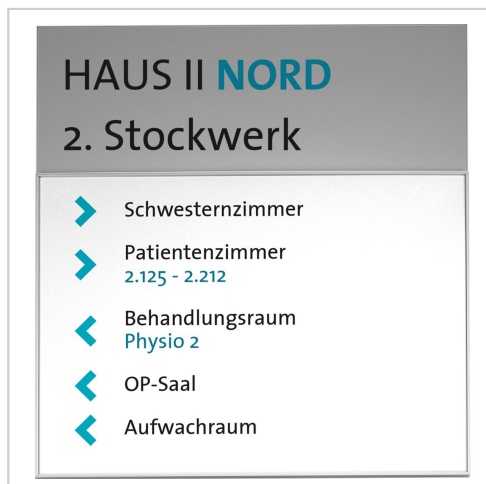 HAUS II NORD
2. Stockwerk
Schwesternzimmer
Patientenzimmer
2.125 - 2.212
Behandlungsraum
Physio 2
OP-Saal
Aufwachraum